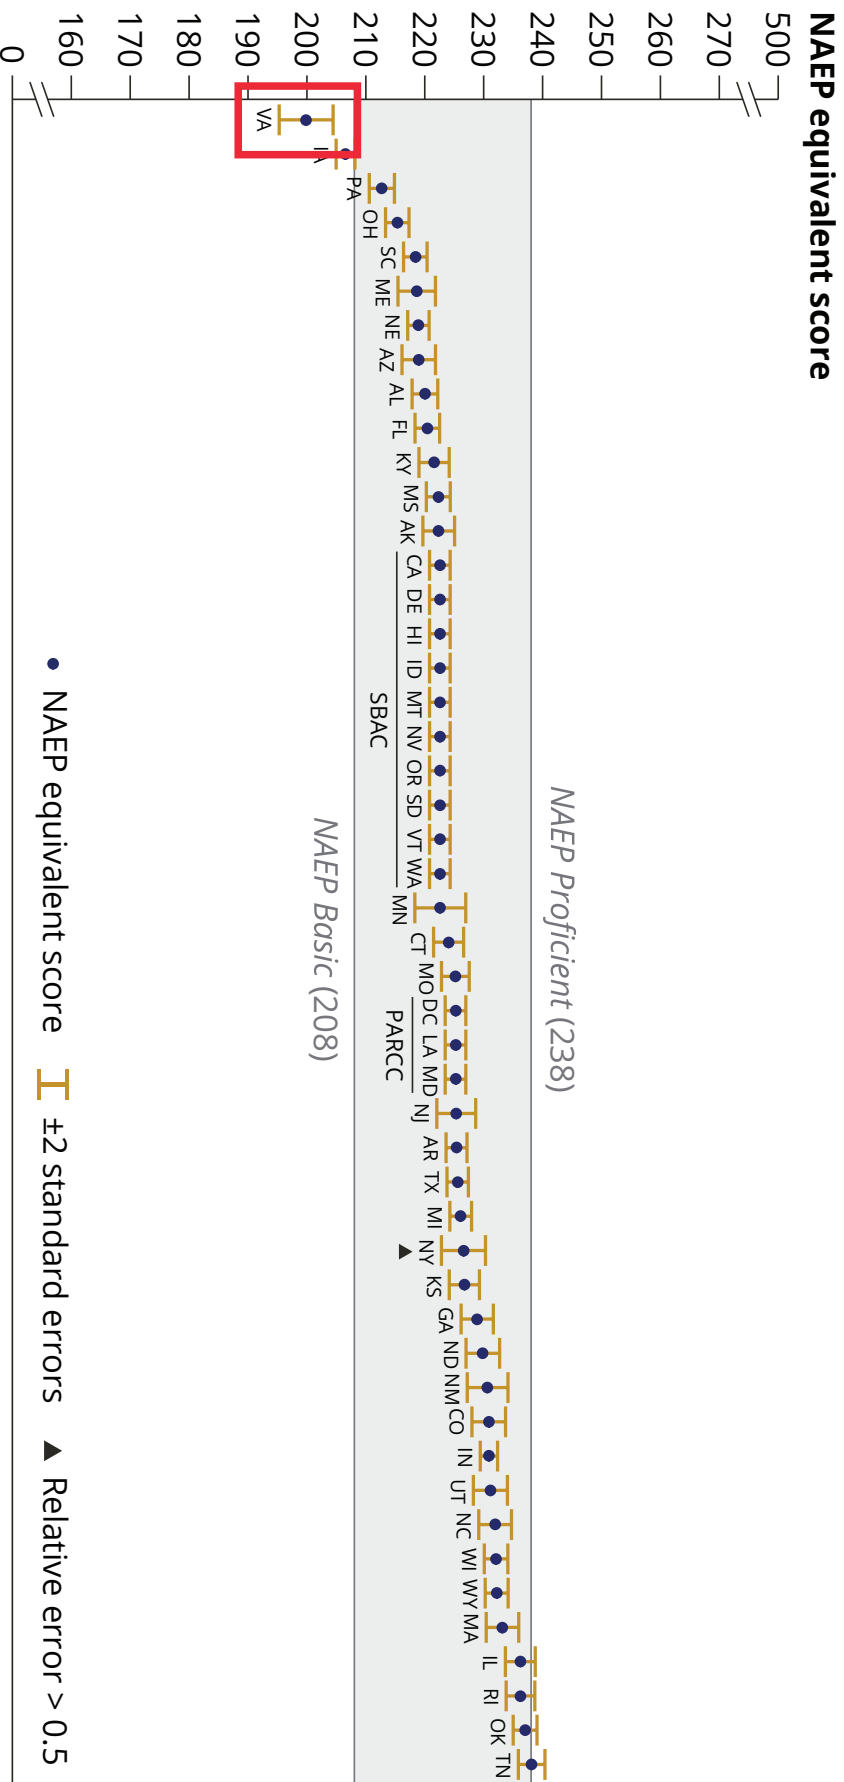 NAEP equivalent score
500
270
260
250
240
230
220
210
200
190
180
170
160
0
NAEP Proficient (238)
NAEP Basic (208)
VA
IA
PA
OH
SC
ME
NE
AZ
AL
FL
KY
MS
AK
CA
DE
HI
ID
MT
NV
OR
SD
VT
WA
SBAC
MN
CT
MO
DC
LA
MD
PARCC
NJ
AR
TX
MI
NY
KS
GA
ND
NM
CO
IN
UT
NC
WI
WY
MA
IL
RI
OK
TN
NAEP equivalent score
±2 standard errors
Relative error > 0.5